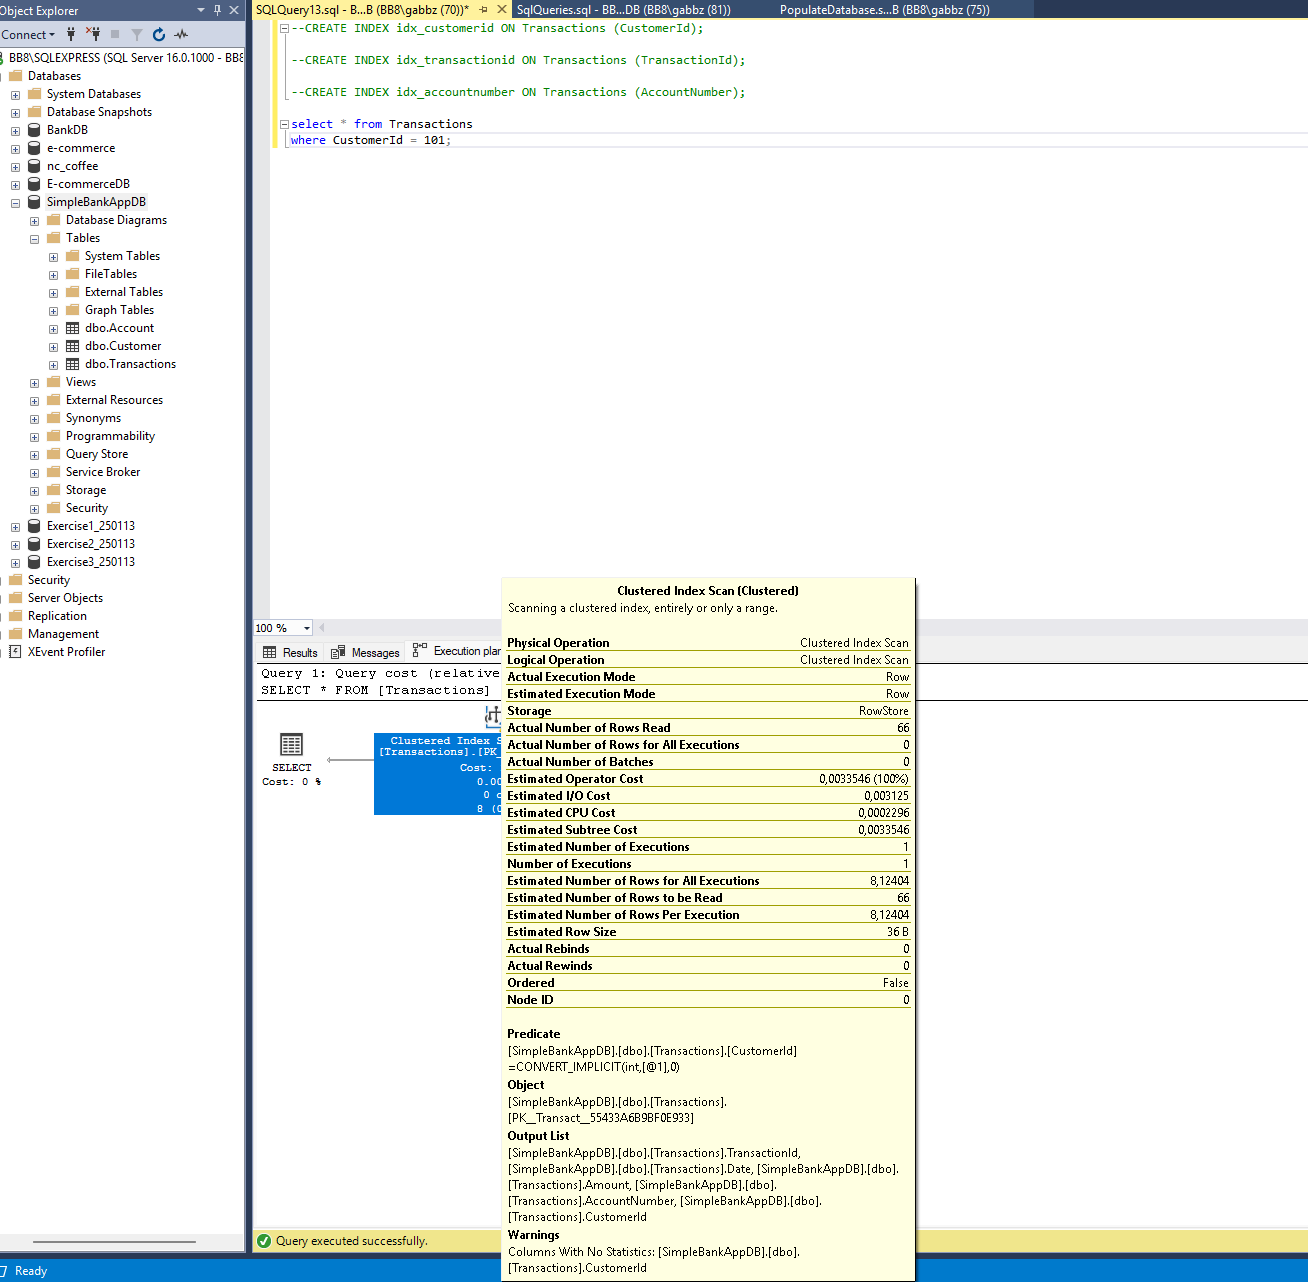 Object Explorer
Connect
BB8\SQLEXPRESS (SQL Server 16.0.1000 - BB8
Databases
System Databases
Database Snapshots
BankDB
e-commerce
nc_coffee
E-commerceDB
SimpleBankAppDB
Database Diagrams
Tables
System Tables
FileTables
External Tables
Graph Tables
dbo.Account
dbo.Customer
dbo.Transactions
Views
External Resources
Synonyms
Programmability
Query Store
Service Broker
Storage
Security
Exercise1_250113
Exercise2_250113
Exercise3_250113
Security
Server Objects
Replication
Management
XEvent Profiler
SQLQuery13.sql - B...B (BB8\gabbz (70))*
SqlQueries.sql - BB...DB (BB8\gabbz (81))
PopulateDatabase.s...B (BB8\gabbz (75))
--CREATE INDEX idx_customerid ON Transactions (CustomerId);
--CREATE INDEX idx_transactionid ON Transactions (TransactionId);
--CREATE INDEX idx_accountnumber ON Transactions (AccountNumber);
select * from Transactions
where CustomerId = 101;
100 %
Results Messages Execution plan
Query 1: Query cost (relative
SELECT * FROM [Transactions]
SELECT
Cost: 0 %
Clustered Index S
[Transactions].[PK_
Cost:
0.00
0 o
8 (0
Clustered Index Scan (Clustered)
Scanning a clustered index, entirely or only a range.
Physical Operation Clustered Index Scan
Logical Operation Clustered Index Scan
Actual Execution Mode Row
Estimated Execution Mode Row
Storage RowStore
Actual Number of Rows Read 66
Actual Number of Rows for All Executions 0
Actual Number of Batches 0
Estimated Operator Cost 0,0033546 (100%)
Estimated I/O Cost 0,003125
Estimated CPU Cost 0,0002296
Estimated Subtree Cost 0,0033546
Estimated Number of Executions 1
Number of Executions 1
Estimated Number of Rows for All Executions 8,12404
Estimated Number of Rows to be Read 66
Estimated Number of Rows Per Execution 8,12404
Estimated Row Size 36 B
Actual Rebinds 0
Actual Rewinds 0
Ordered False
Node ID 0
Predicate
[SimpleBankAppDB].[dbo].[Transactions].[CustomerId]
=CONVERT_IMPLICIT(int,[@1],0)
Object
[SimpleBankAppDB].[dbo].[Transactions].
[PK__Transact__55433A6B9BF0E933]
Output List
[SimpleBankAppDB].[dbo].[Transactions].TransactionId,
[SimpleBankAppDB].[dbo].[Transactions].Date, [SimpleBankAppDB].[dbo].
[Transactions].Amount, [SimpleBankAppDB].[dbo].
[Transactions].AccountNumber, [SimpleBankAppDB].[dbo].
[Transactions].CustomerId
Warnings
Columns With No Statistics: [SimpleBankAppDB].[dbo].
[Transactions].CustomerId
Query executed successfully.
Ready